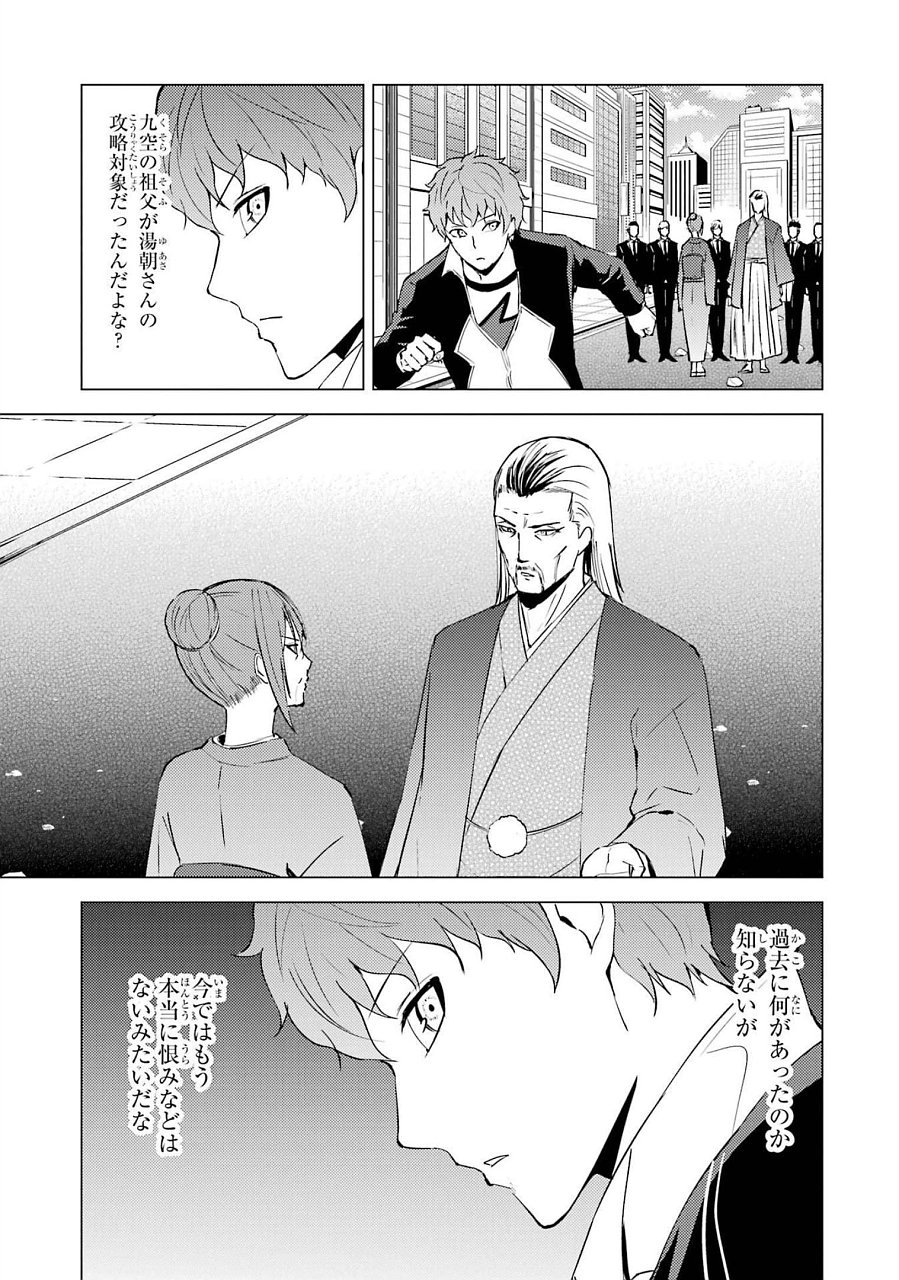 九空の祖父が湯朝さんの
攻略対象だったんだよな?
過去に何があったのか
知らないが
今ではもう
本当に恨みなどは
ないみたいだな